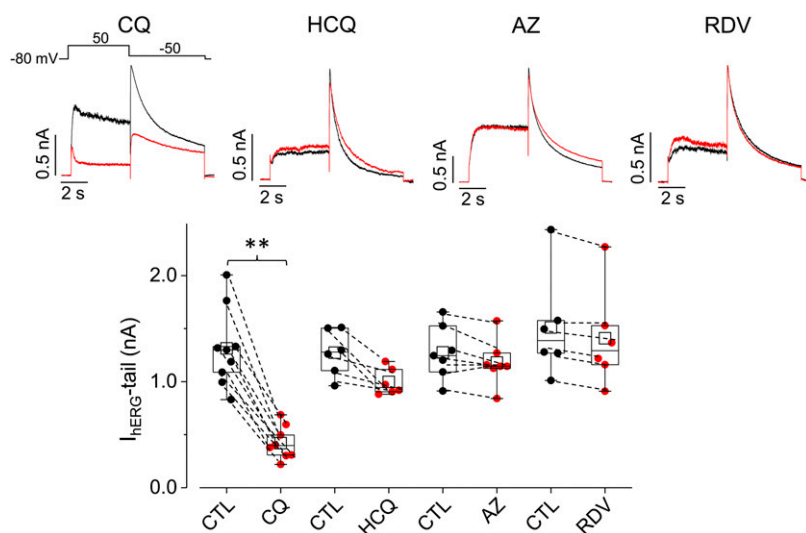 CQ HCQ AZ RDV
50 -50
-80 mV
0.5 nA 0.5 nA 0.5 nA 0.5 nA
2 s 2 s 2 s 2 s
**
2.0
1.0
0.0
IhERG-tail (nA)
CTL CQ CTL HCQ CTL AZ CTL RDV